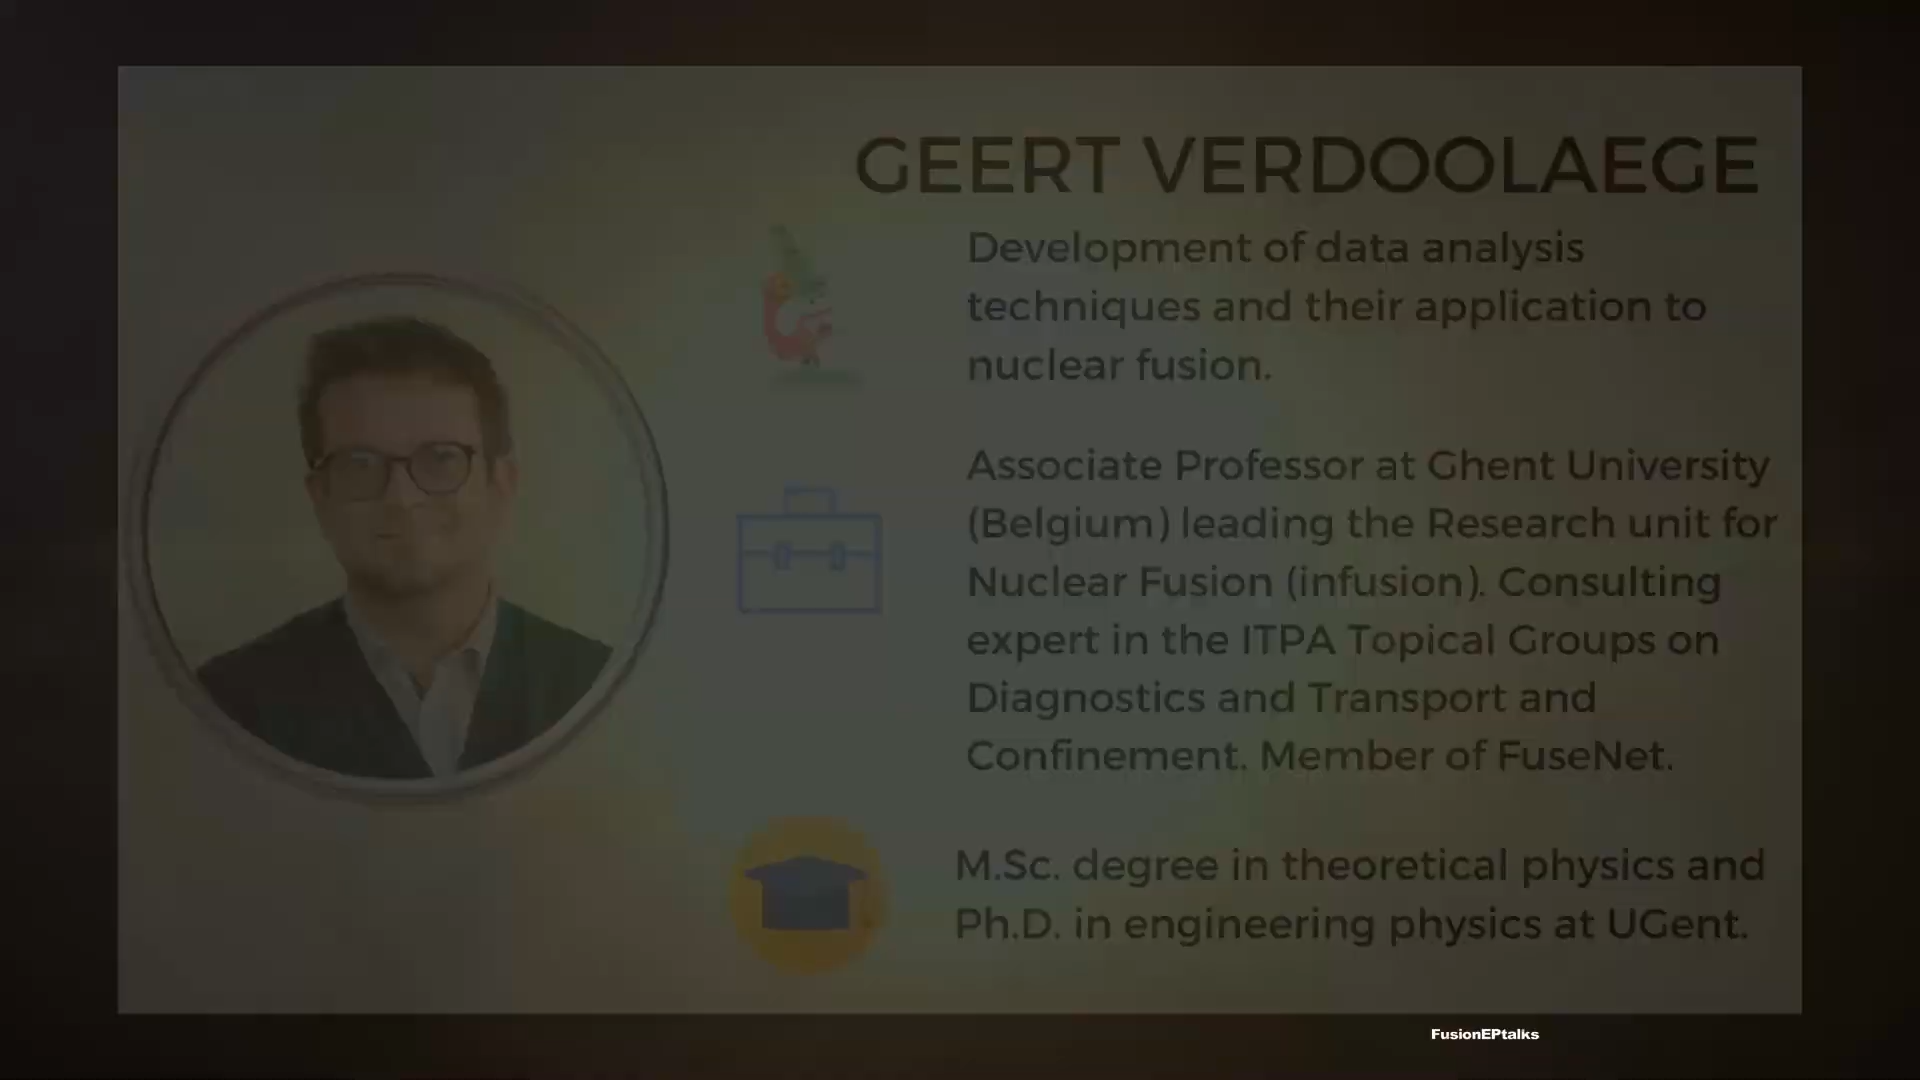 GEERT VERDOOLAEGE
Development of data analysis
techniques and their application to
nuclear fusion.
Associate Professor at Ghent University
(Belgium) leading the Research unit for
Nuclear Fusion (infusion). Consulting
expert in the ITPA Topical Groups on
Diagnostics and Transport and
Confinement. Member of FuseNet.
M.Sc. degree in theoretical physics and
Ph.D. in engineering physics at UGent.
FusionEPtalks